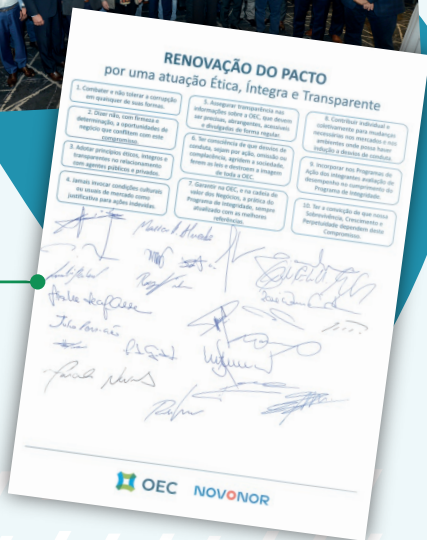 RENOVAÇÃO DO PACTO
por uma atuação Ética, Íntegra e Transparente
1. Combater e não tolerar a corrupção
em quaisquer de suas formas.
2. Dizer não, com firmeza e
determinação, a oportunidades de
negócio que conflitem com este
compromisso.
3. Adotar princípios éticos, íntegros e
transparentes no relacionamento
com agentes públicos e privados.
4. Jamais invocar condições culturais
ou usuais de mercado como
justificativa para ações indevidas.
5. Assegurar transparência nas
informações sobre a OEC, que devem
ser precisas, abrangentes, acessíveis
e divulgadas de forma regular.
6. Ter consciência de que desvios de
conduta, sejam por ação, omissão ou
complacência, agridem a sociedade,
ferem as leis e destroem a imagem
de toda a OEC.
7. Garantir na OEC, e na cadeia de
valor dos Negócios, a prática do
Programa de Integridade, sempre
atualizado com as melhores
referências.
8. Contribuir individual e
coletivamente para mudanças
necessárias nos mercados e nos
ambientes onde possa haver
indução a desvios de conduta.
9. Incorporar nos Programas de
Ação dos Integrantes avaliação de
desempenho no cumprimento do
Programa de Integridade.
10. Ter a convicção de que nossa
Sobrevivência, Crescimento e
Perpetuidade dependem deste
Compromisso.
OEC NOVONOR